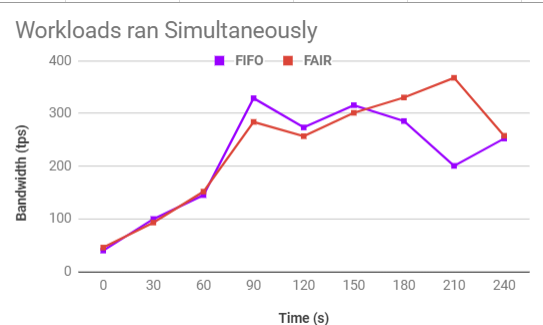 Workloads ran Simultaneously
FIFO FAIR
400
300
200
100
0
Bandwidth (tps)
0 30 60 90 120 150 180 210 240
Time (s)